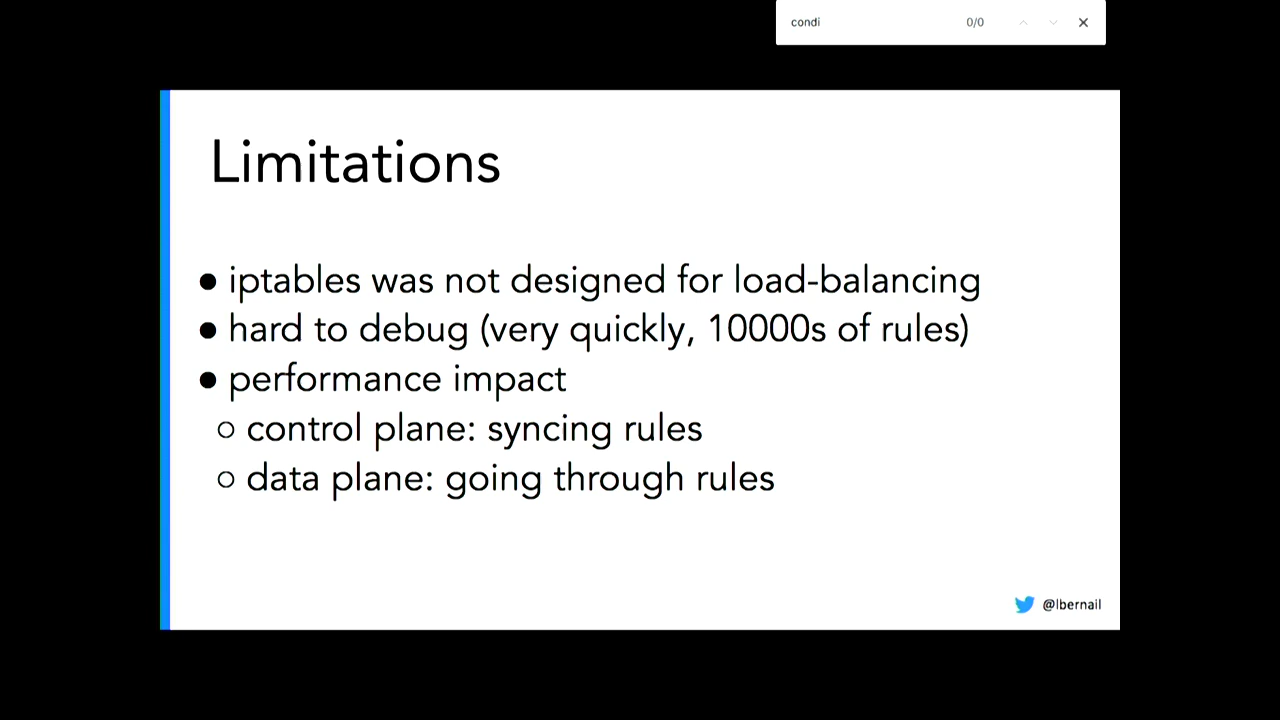 condi 0/0
Limitations
● iptables was not designed for load-balancing
● hard to debug (very quickly, 10000s of rules)
● performance impact
○ control plane: syncing rules
○ data plane: going through rules
@lbernail